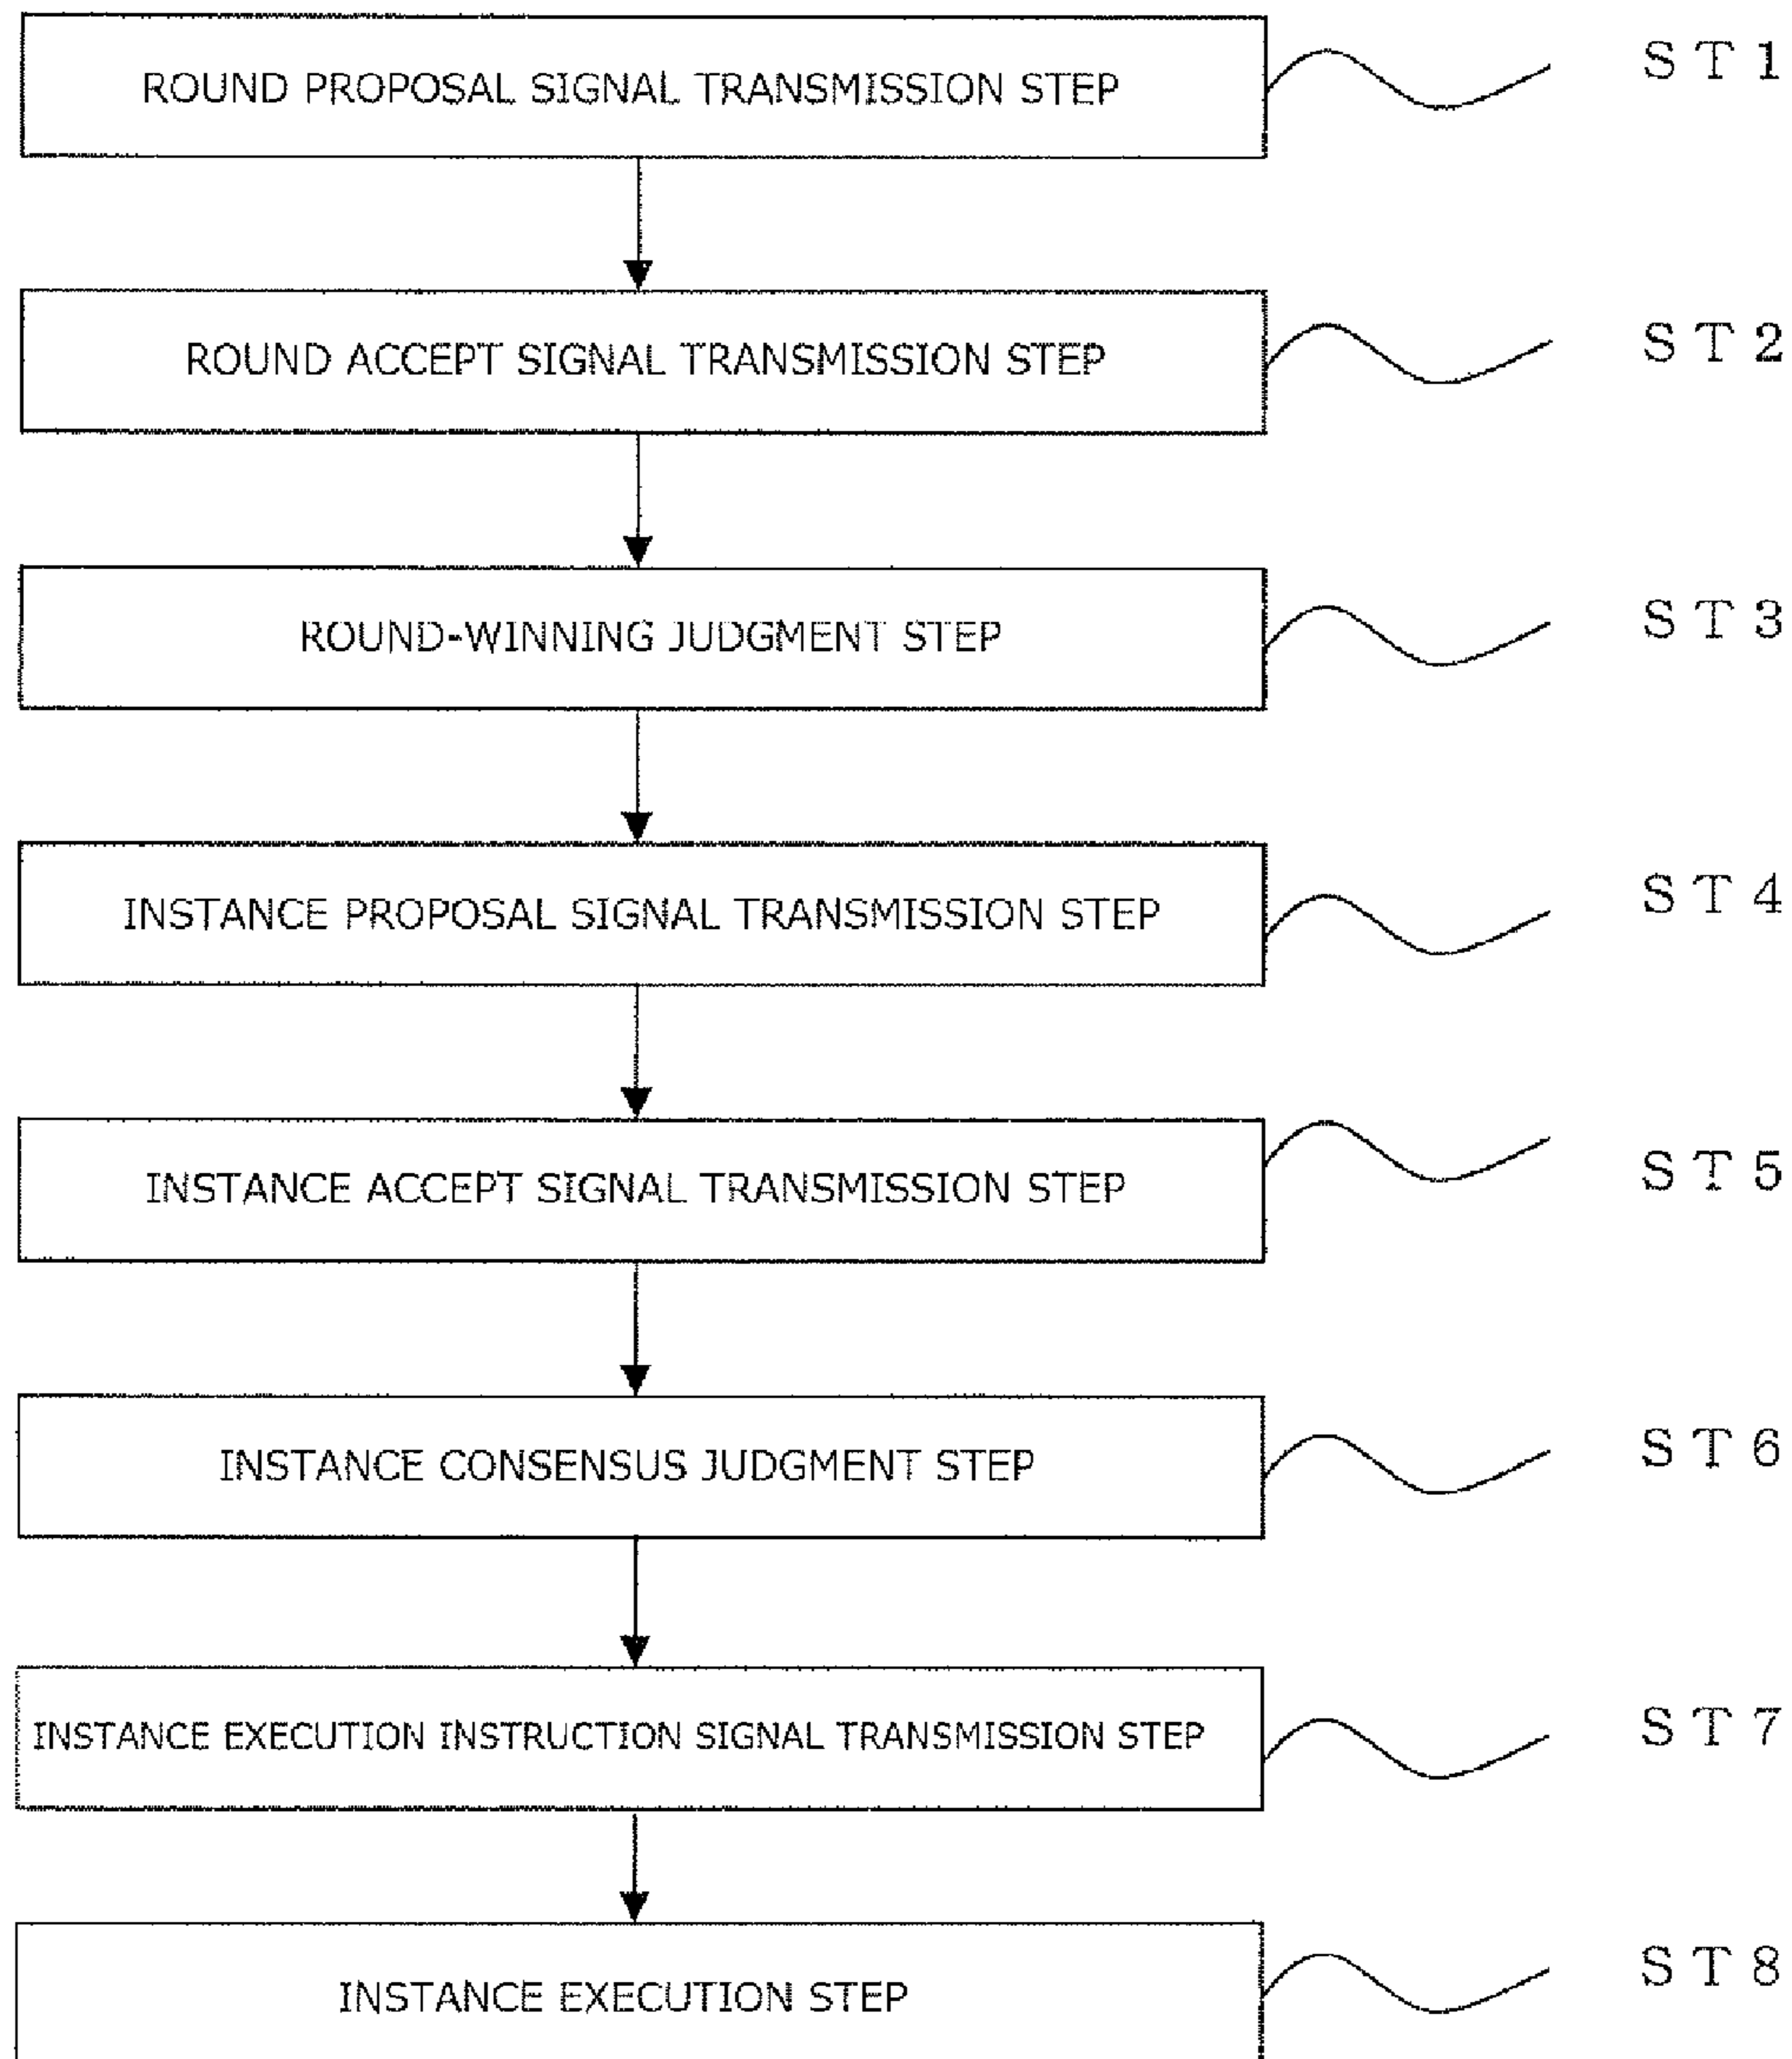 ROUND PROPOSAL SIGNAL TRANSMISSION STEP ST1
ROUND ACCEPT SIGNAL TRANSMISSION STEP ST2
ROUND-WINNING JUDGMENT STEP ST3
INSTANCE PROPOSAL SIGNAL TRANSMISSION STEP ST4
INSTANCE ACCEPT SIGNAL TRANSMISSION STEP ST5
INSTANCE CONSENSUS JUDGMENT STEP ST6
INSTANCE EXECUTION INSTRUCTION SIGNAL TRANSMISSION STEP ST7
INSTANCE EXECUTION STEP ST8